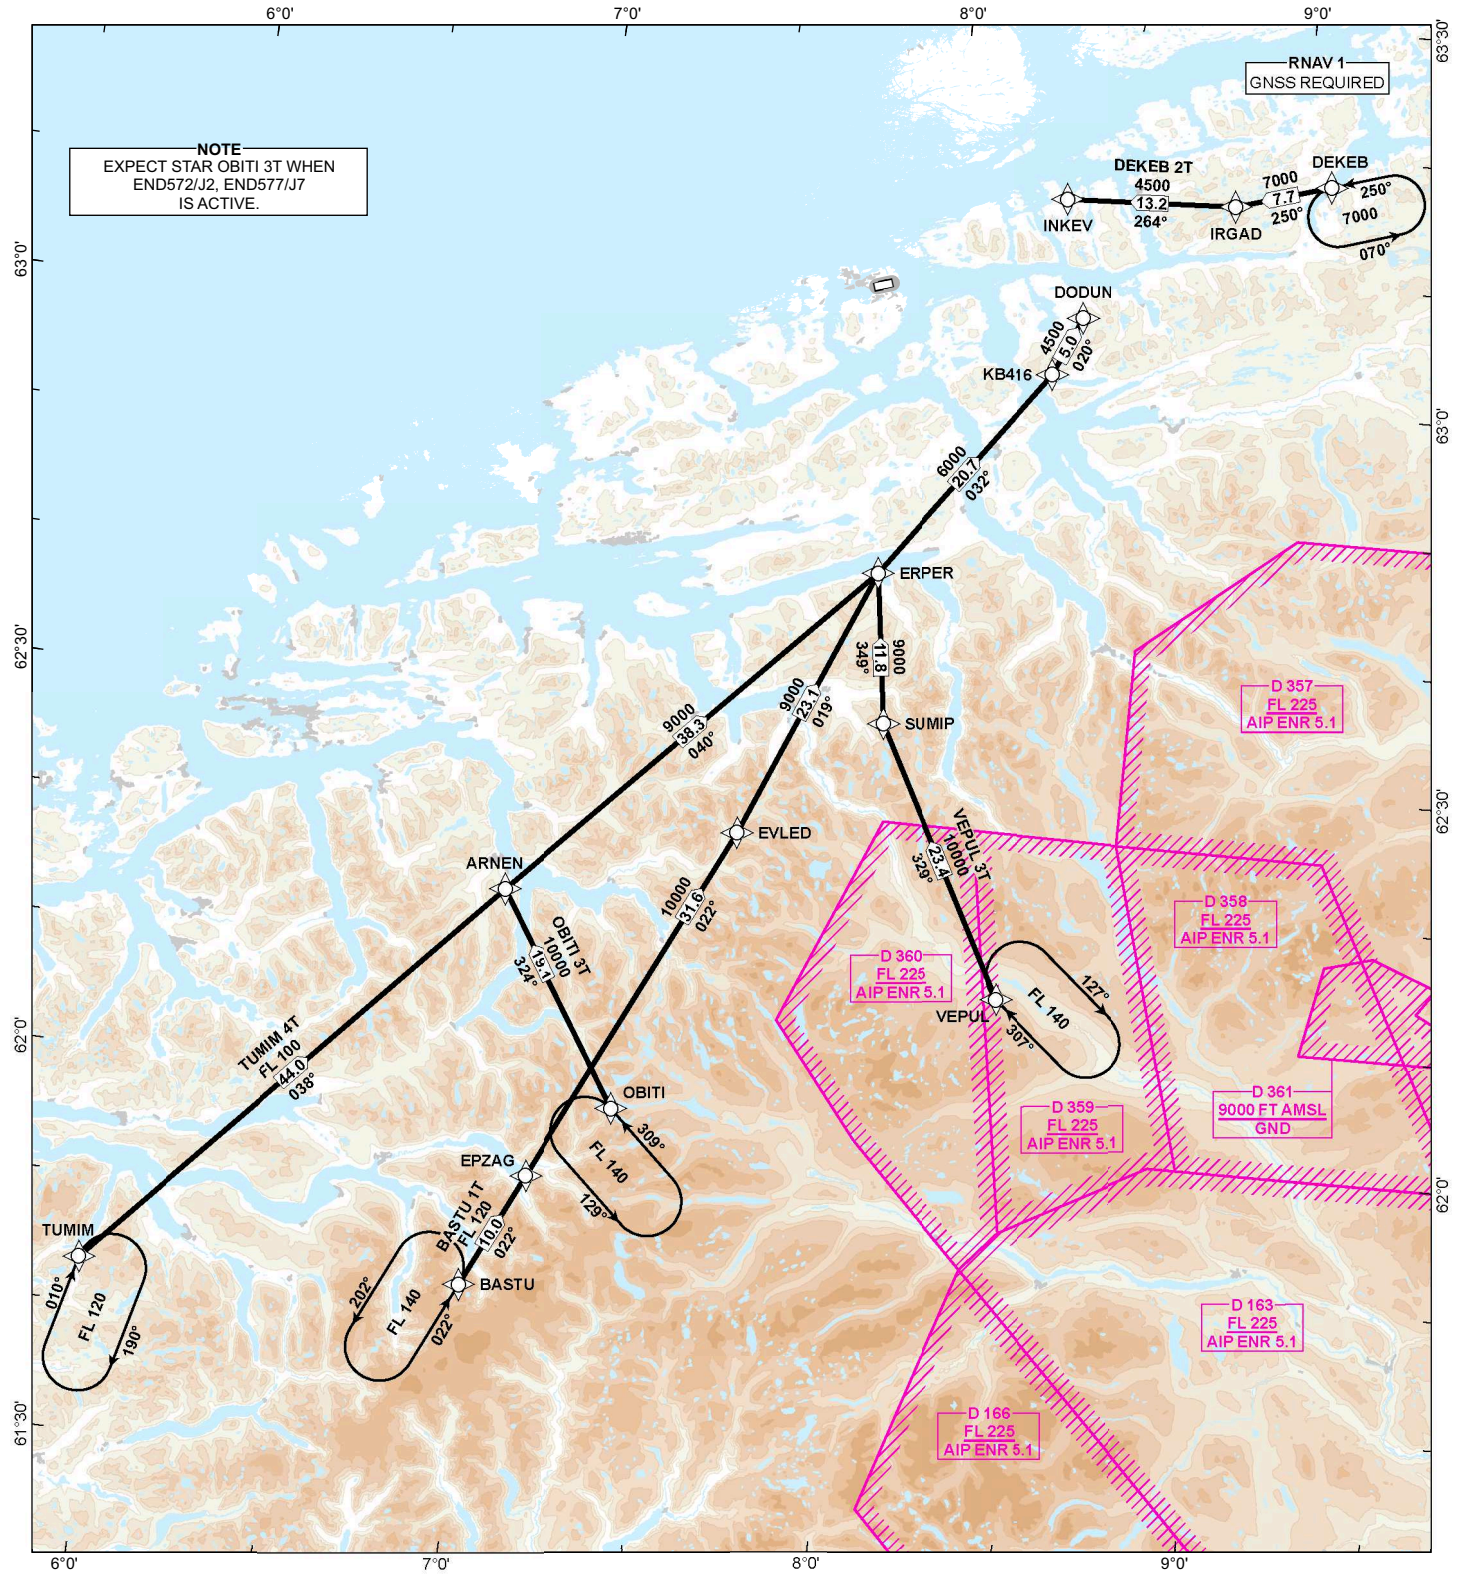 6°0'
7°0'
8°0'
9°0'
63°30'
RNAV 1
GNSS REQUIRED
NOTE
EXPECT STAR OBITI 3T WHEN
END572/J2, END577/J7
IS ACTIVE.
DEKEB
DEKEB 2T
4500
13.2
264°
7000
7.7
250°
250°
7000
070°
INKEV
IRGAD
63°0'
DODUN
4500
5.0
020°
KB416
63°0'
6000
20.7
032°
ERPER
62°30'
9000
11.8
349°
9000
23.1
019°
9000
38.3
040°
SUMIP
D 357
FL 225
AIP ENR 5.1
62°30'
EVLED
VEPUL 3T
10000
23.4
329°
ARNEN
10000
31.6
022°
OBITI 3T
10000
19.1
324°
D 358
FL 225
AIP ENR 5.1
D 360
FL 225
AIP ENR 5.1
127°
FL 140
307°
VEPUL
62°0'
TUMIM 4T
FL 100
44.0
038°
OBITI
309°
FL 140
129°
D 359
FL 225
AIP ENR 5.1
D 361
9000 FT AMSL
GND
EPZAG
BASTU 1T
FL 120
10.0
022°
62°0'
TUMIM
010°
FL 120
190°
202°
FL 140
022°
BASTU
D 163
FL 225
AIP ENR 5.1
61°30'
D 166
FL 225
AIP ENR 5.1
6°0'
7°0'
8°0'
9°0'